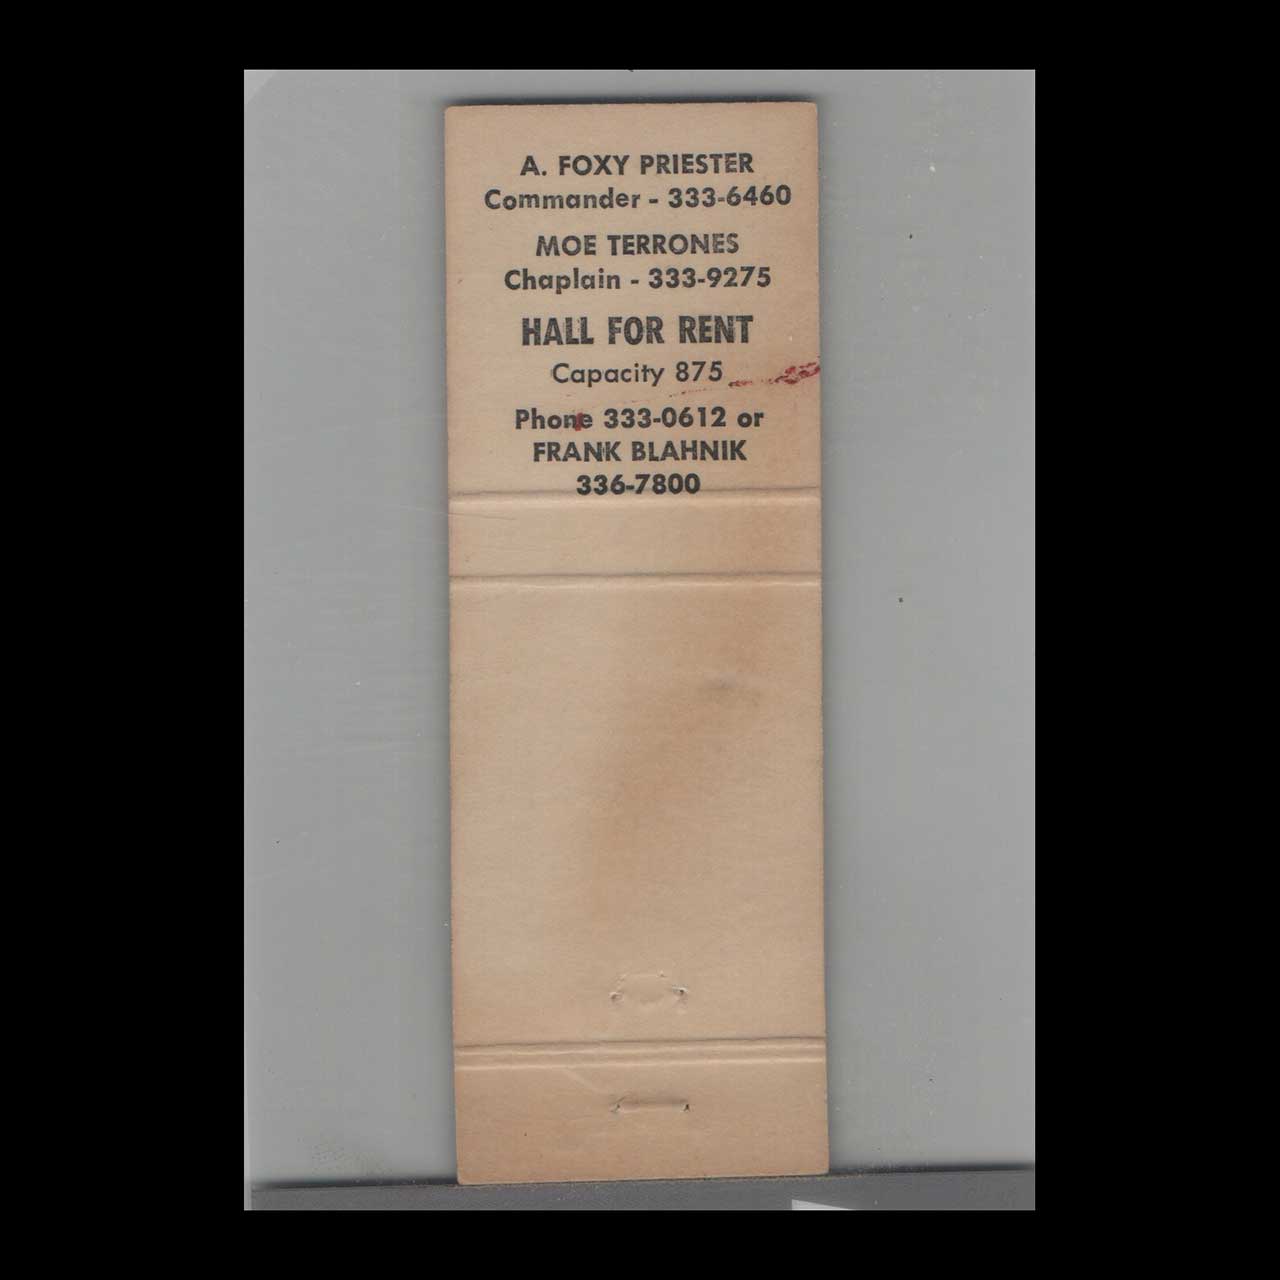 A. FOXY PRIESTER
Commander - 333-6460
MOE TERRONES
Chaplain - 333-9275
HALL FOR RENT
Capacity 875
Phone 333-0612 or
FRANK BLAHNIK
336-7800